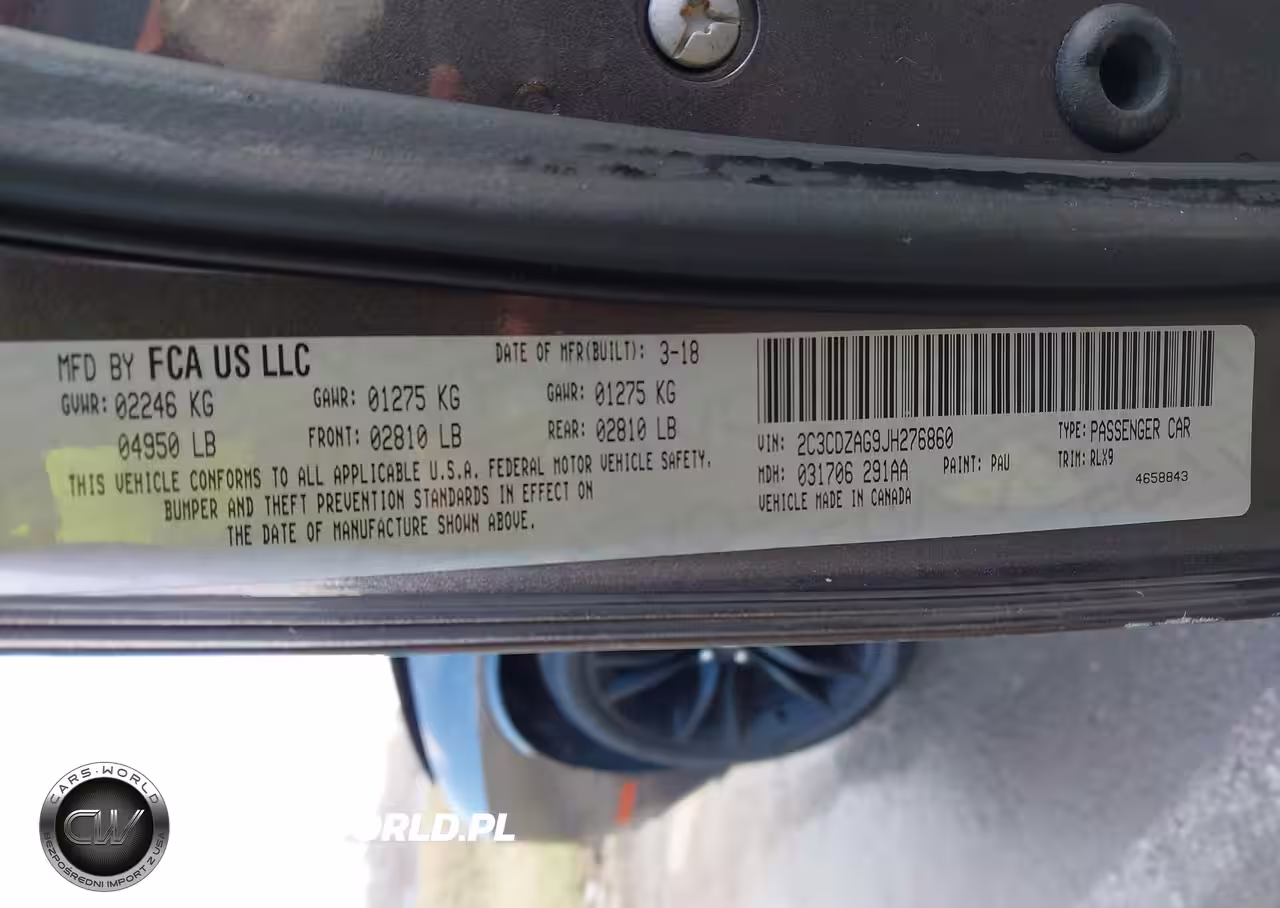 MFD BY FCA US LLC
DATE OF MFR(BUILT): 3-18
GVWR: 02246 KG
GAWR: 01275 KG
GAWR: 01275 KG
04950 LB
FRONT: 02810 LB
REAR: 02810 LB
THIS VEHICLE CONFORMS TO ALL APPLICABLE U.S.A. FEDERAL MOTOR VEHICLE SAFETY,
BUMPER AND THEFT PREVENTION STANDARDS IN EFFECT ON
THE DATE OF MANUFACTURE SHOWN ABOVE.
VIN: 2C3CDZAG9JH276860
TYPE: PASSENGER CAR
MDH: 031706 291AA
PAINT: PAU
TRIM: RLX9
VEHICLE MADE IN CANADA
4658843
CARS-WORLD
CW
BEZPOŚREDNI IMPORT Z USA
ORLD.PL